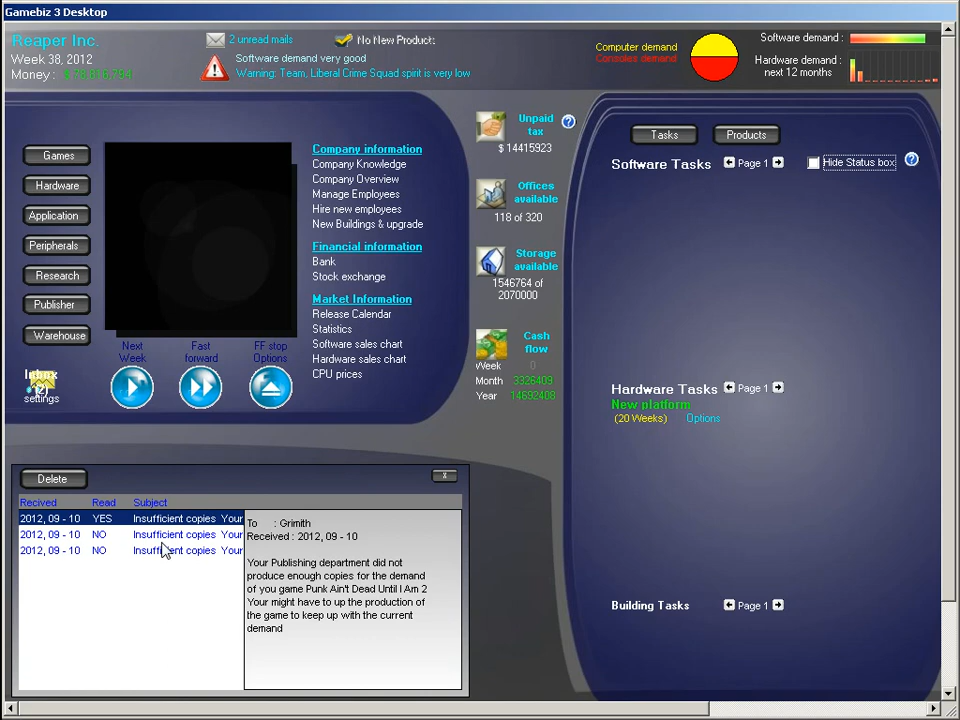 Gamebiz 3 Desktop
Reaper Inc.
Week 38, 2012
Money : $ 76,816,794
2 unread mails
No New Products
Software demand very good
Warning: Team, Liberal Crime Squad spirit is very low
Computer demand
Consoles demand
Software demand :
Hardware demand :
next 12 months
Games
Hardware
Application
Peripherals
Research
Publisher
Warehouse
Inbox
(2)
settings
Next
Week
Fast
forward
FF stop
Options
Company information
Company Knowledge
Company Overview
Manage Employees
Hire new employees
New Buildings & upgrade
Financial information
Bank
Stock exchange
Market Information
Release Calendar
Statistics
Software sales chart
Hardware sales chart
CPU prices
Unpaid
tax
$ 14415923
Offices
available
118 of 320
Storage
available
1546764 of
2070000
Cash
flow
Week 0
Month 3326409
Year 14692408
Tasks
Products
Software Tasks
Page 1
Hide Status box
Hardware Tasks
Page 1
New platform
(20 Weeks) Options
Building Tasks
Page 1
Delete
x
Recived Read Subject
2012, 09 - 10 YES Insufficient copies Your
2012, 09 - 10 NO Insufficient copies Your
2012, 09 - 10 NO Insufficient copies Your
To : Grimith
Received : 2012, 09 - 10
Your Publishing department did not
produce enough copies for the demand
of you game Punk Ain't Dead Until I Am 2
Your might have to up the production of
the game to keep up with the current
demand